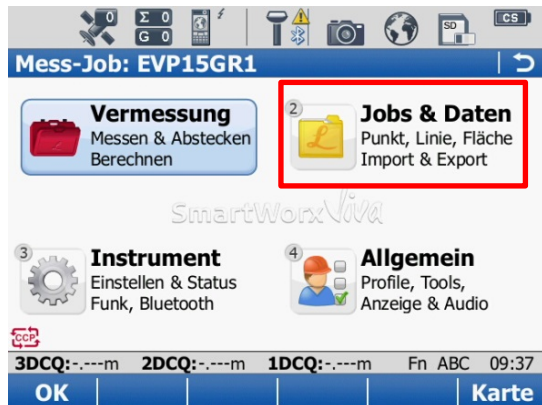 0 Σ 0 G 0 SD CS
Mess-Job: EVP15GR1
Vermessung
Messen & Abstecken
Berechnen
2 Jobs & Daten
Punkt, Linie, Fläche
Import & Export
SmartWorx Viva
3 Instrument
Einstellen & Status
Funk, Bluetooth
4 Allgemein
Profile, Tools,
Anzeige & Audio
CCP
3DCQ:-.---m 2DCQ:-.---m 1DCQ:-.---m Fn ABC 09:37
OK Karte